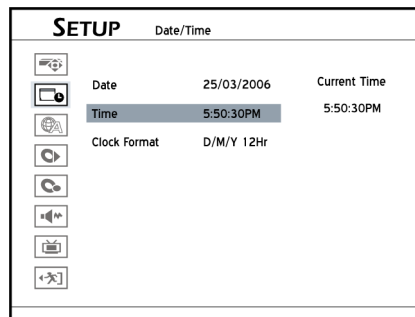 SETUP Date/Time
Date 25/03/2006 Current Time
Time 5:50:30PM 5:50:30PM
Clock Format D/M/Y 12Hr